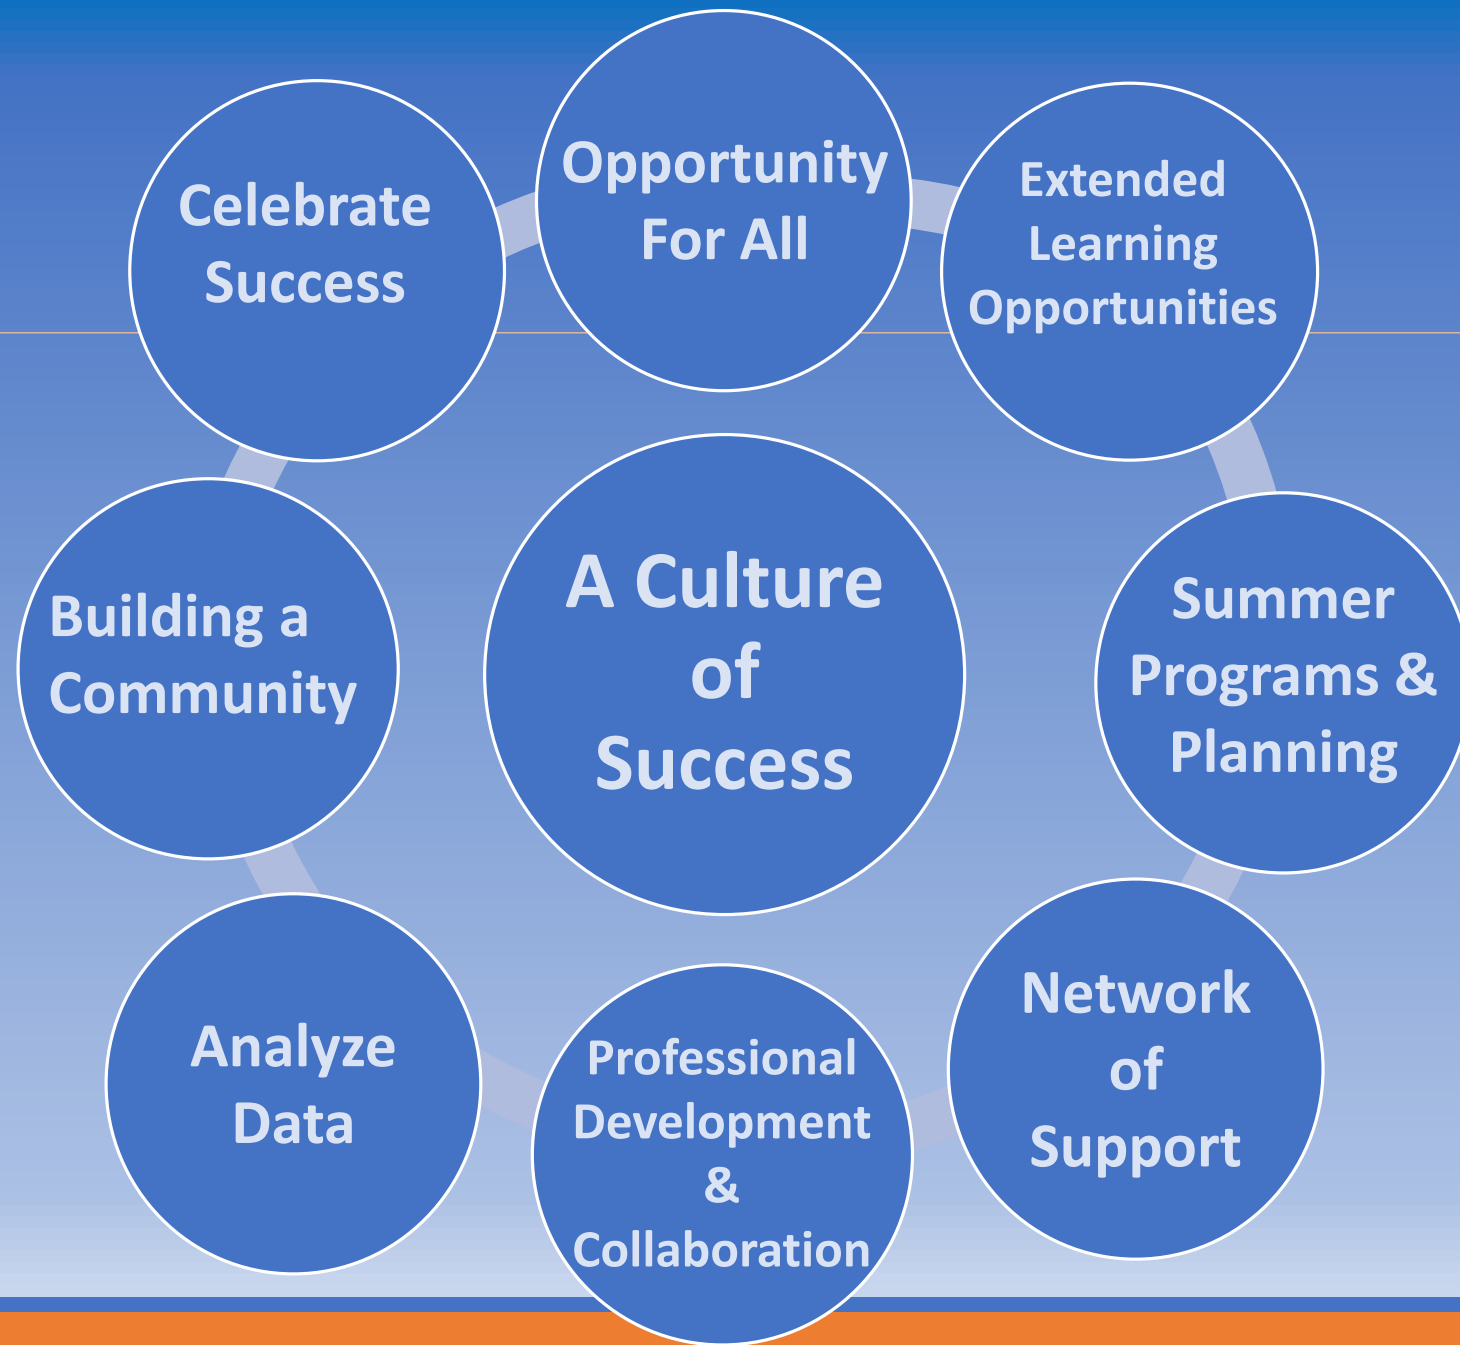 Opportunity
For All
Extended
Learning
Opportunities
Summer
Programs &
Planning
Network
of
Support
Professional
Development
&
Collaboration
Analyze
Data
Building a
Community
Celebrate
Success
A Culture
of
Success